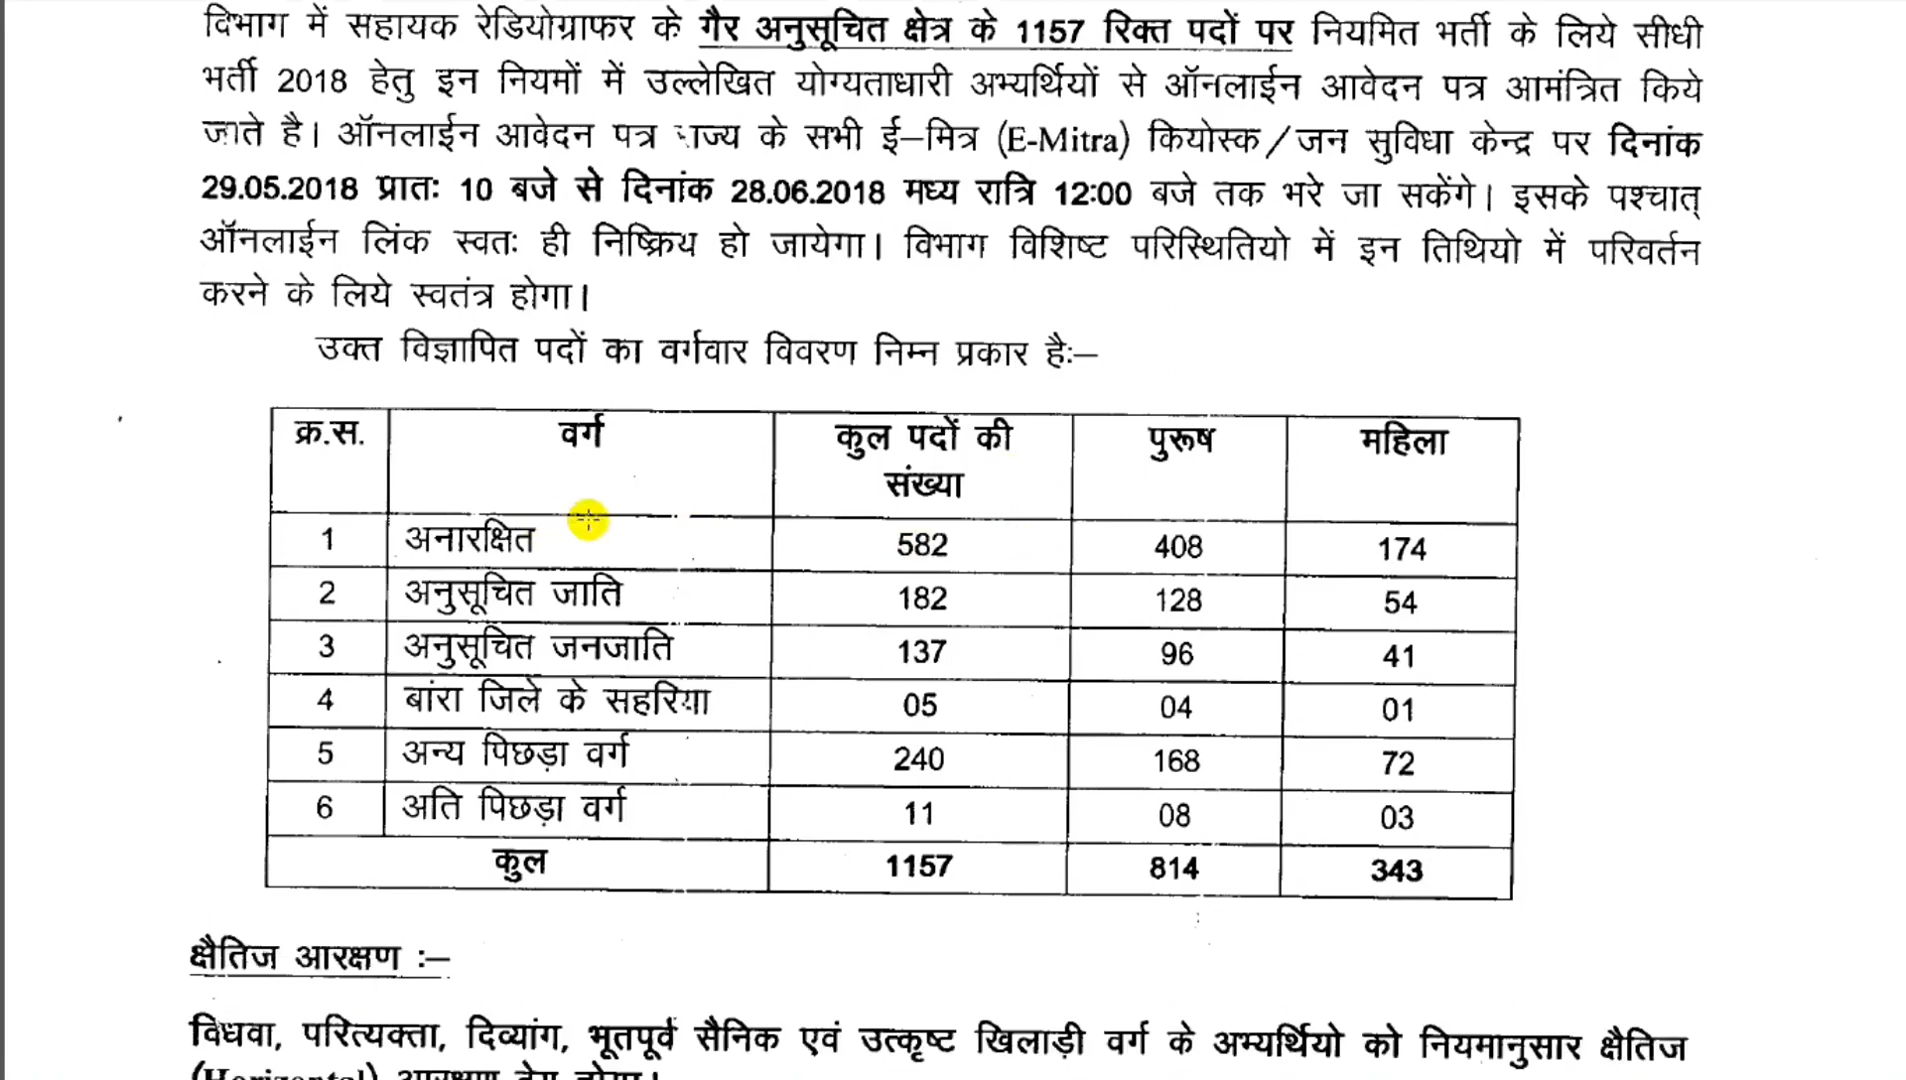 विभाग में सहायक रेडियोग्राफर के गैर अनुसूचित क्षेत्र के 1157 रिक्त पदों पर नियमित भर्ती के लिये सीधी
भर्ती 2018 हेतु इन नियमों में उल्लेखित योग्यताधारी अभ्यर्थियों से ऑनलाईन आवेदन पत्र आमंत्रित किये
जाते है। ऑनलाईन आवेदन पत्र राज्य के सभी ई–मित्र (E-Mitra) कियोस्क/जन सुविधा केन्द्र पर दिनांक
29.05.2018 प्रातः 10 बजे से दिनांक 28.06.2018 मध्य रात्रि 12:00 बजे तक भरे जा सकेंगे। इसके पश्चात्
ऑनलाईन लिंक स्वतः ही निष्क्रिय हो जायेगा। विभाग विशिष्ट परिस्थितियो में इन तिथियो में परिवर्तन
करने के लिये स्वतंत्र होगा।
उक्त विज्ञापित पदों का वर्गवार विवरण निम्न प्रकार है:–
क्र.स. वर्ग कुल पदों की संख्या पुरूष महिला
1 अनारक्षित 582 408 174
2 अनुसूचित जाति 182 128 54
3 अनुसूचित जनजाति 137 96 41
4 बांरा जिले के सहरिया 05 04 01
5 अन्य पिछड़ा वर्ग 240 168 72
6 अति पिछड़ा वर्ग 11 08 03
कुल 1157 814 343
क्षैतिज आरक्षण :–
विधवा, परित्यक्ता, दिव्यांग, भूतपूर्व सैनिक एवं उत्कृष्ट खिलाड़ी वर्ग के अभ्यर्थियो को नियमानुसार क्षैतिज
(Horizontal) आरक्षण देय होगा।